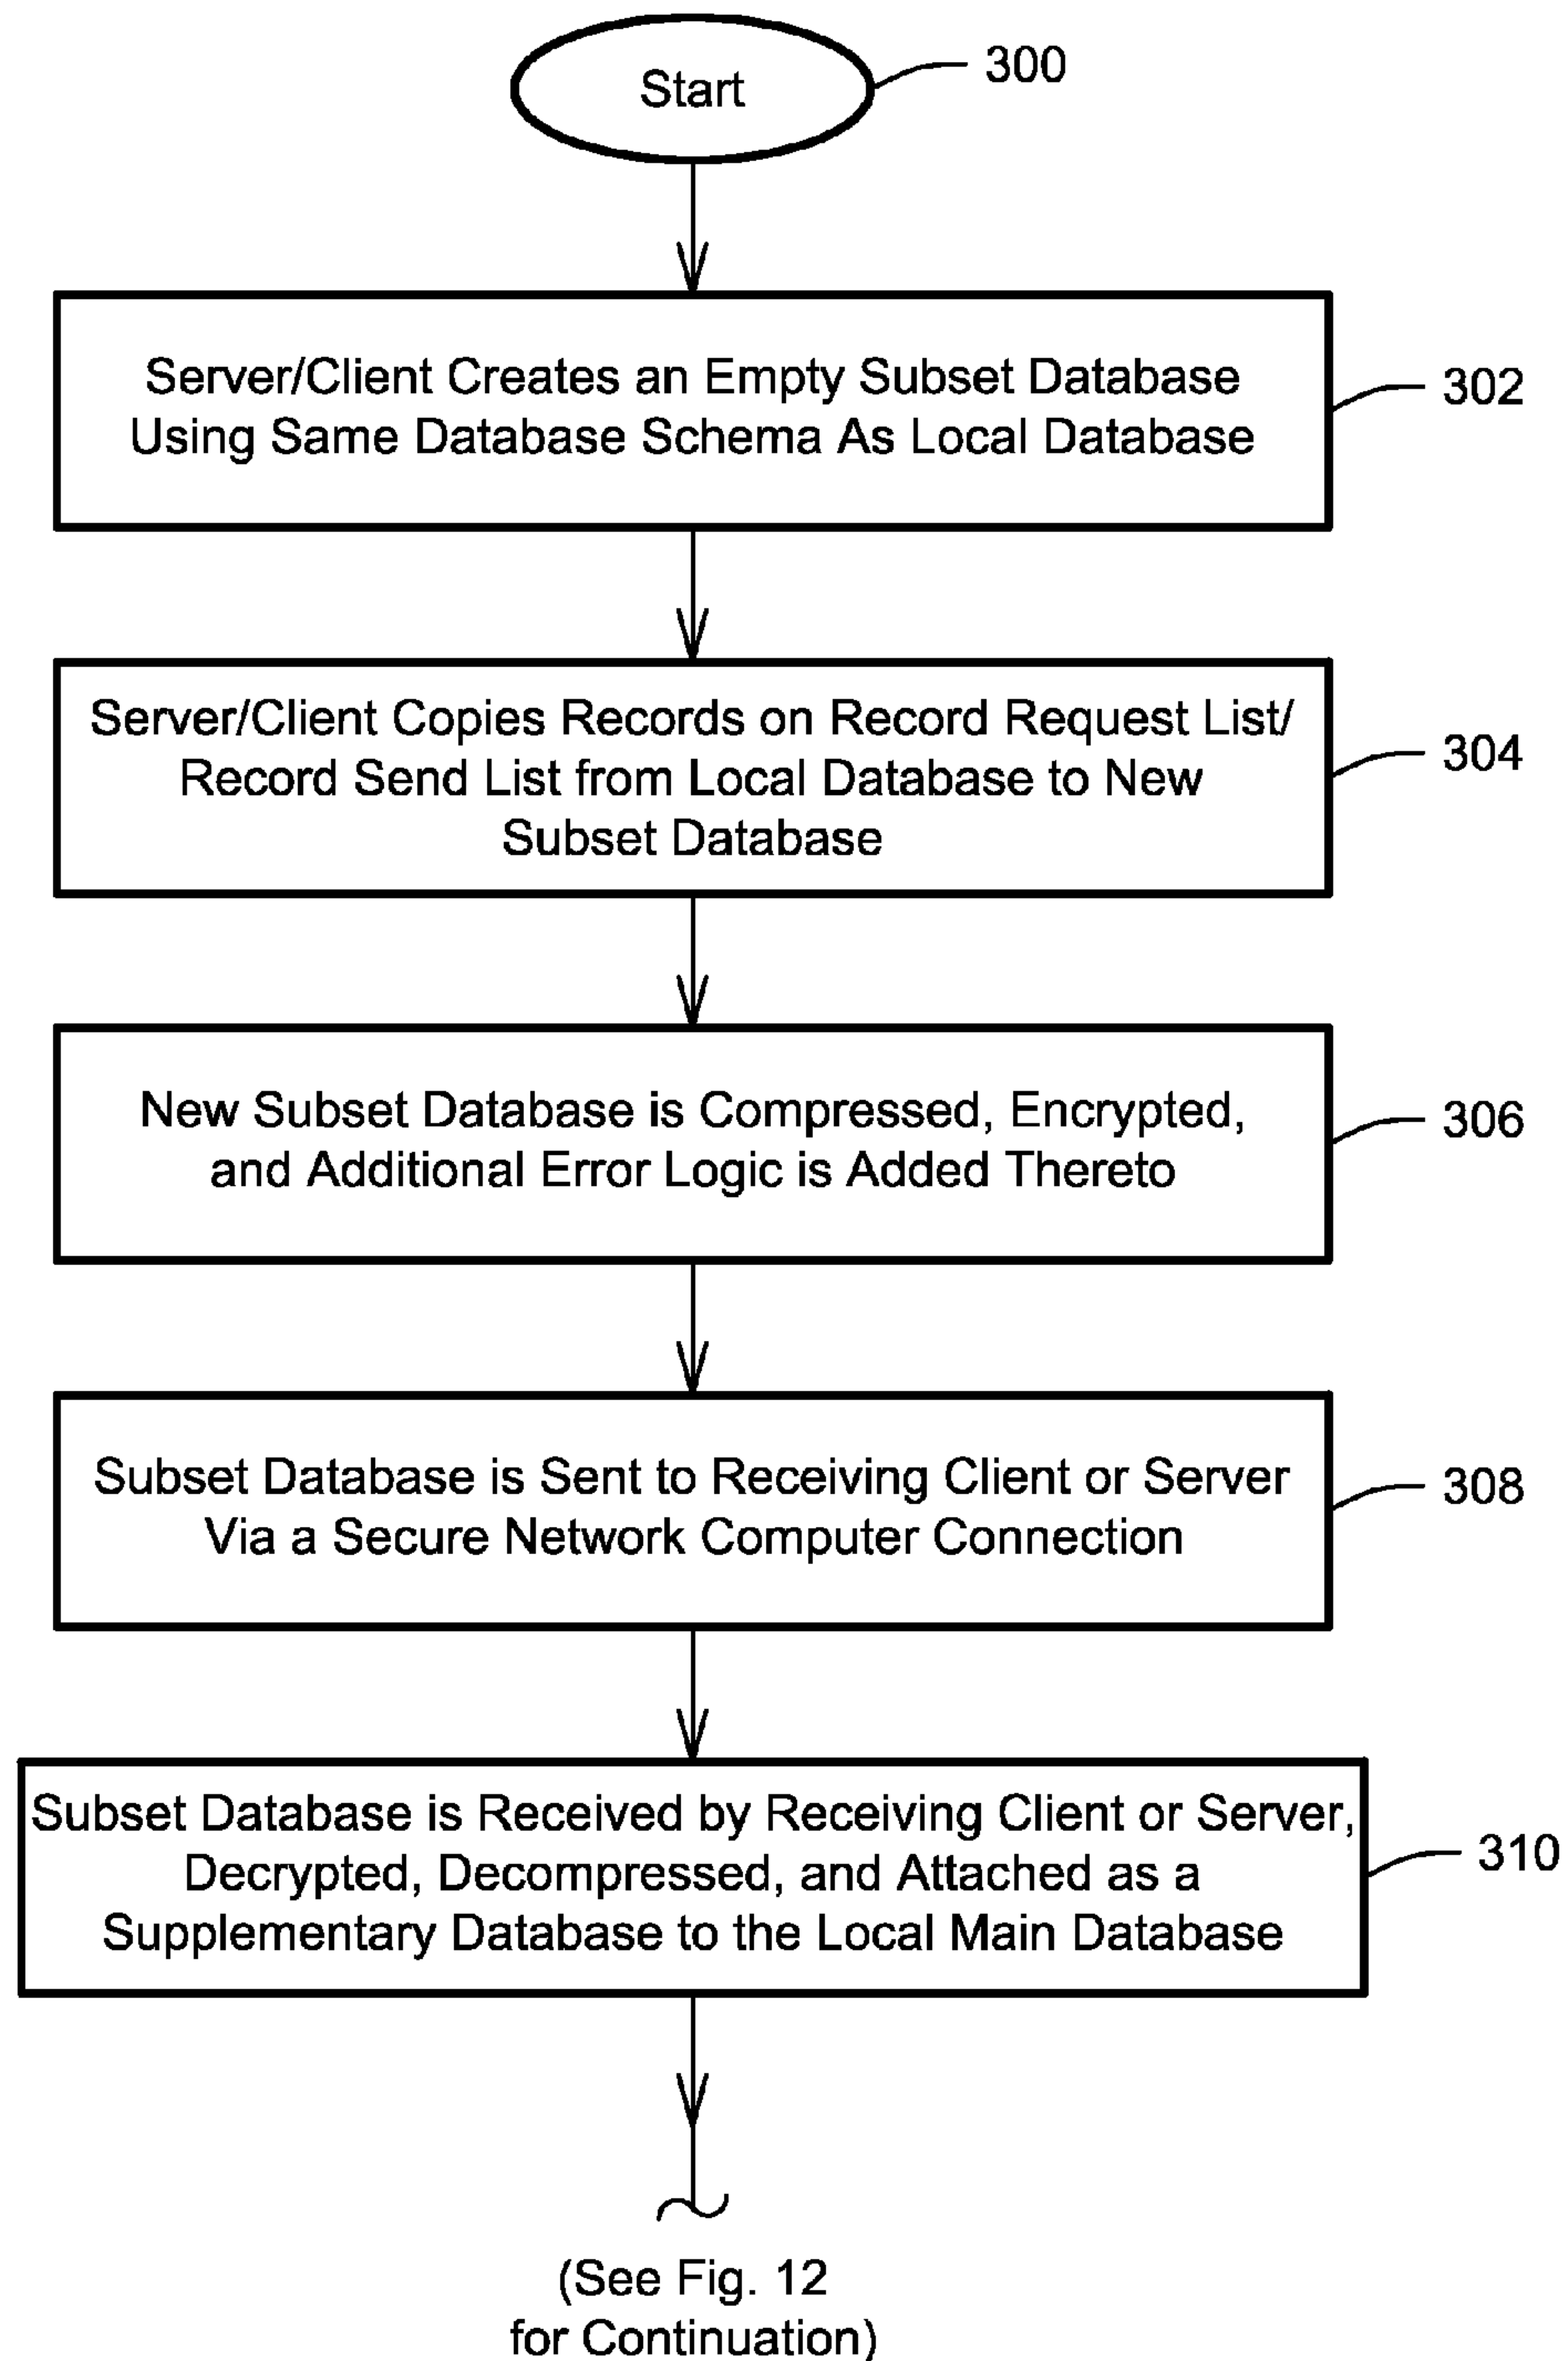 Start
300
Server/Client Creates an Empty Subset Database
Using Same Database Schema As Local Database
302
Server/Client Copies Records on Record Request List/
Record Send List from Local Database to New
Subset Database
304
New Subset Database is Compressed, Encrypted,
and Additional Error Logic is Added Thereto
306
Subset Database is Sent to Receiving Client or Server
Via a Secure Network Computer Connection
308
Subset Database is Received by Receiving Client or Server,
Decrypted, Decompressed, and Attached as a
Supplementary Database to the Local Main Database
310
(See Fig. 12
for Continuation)